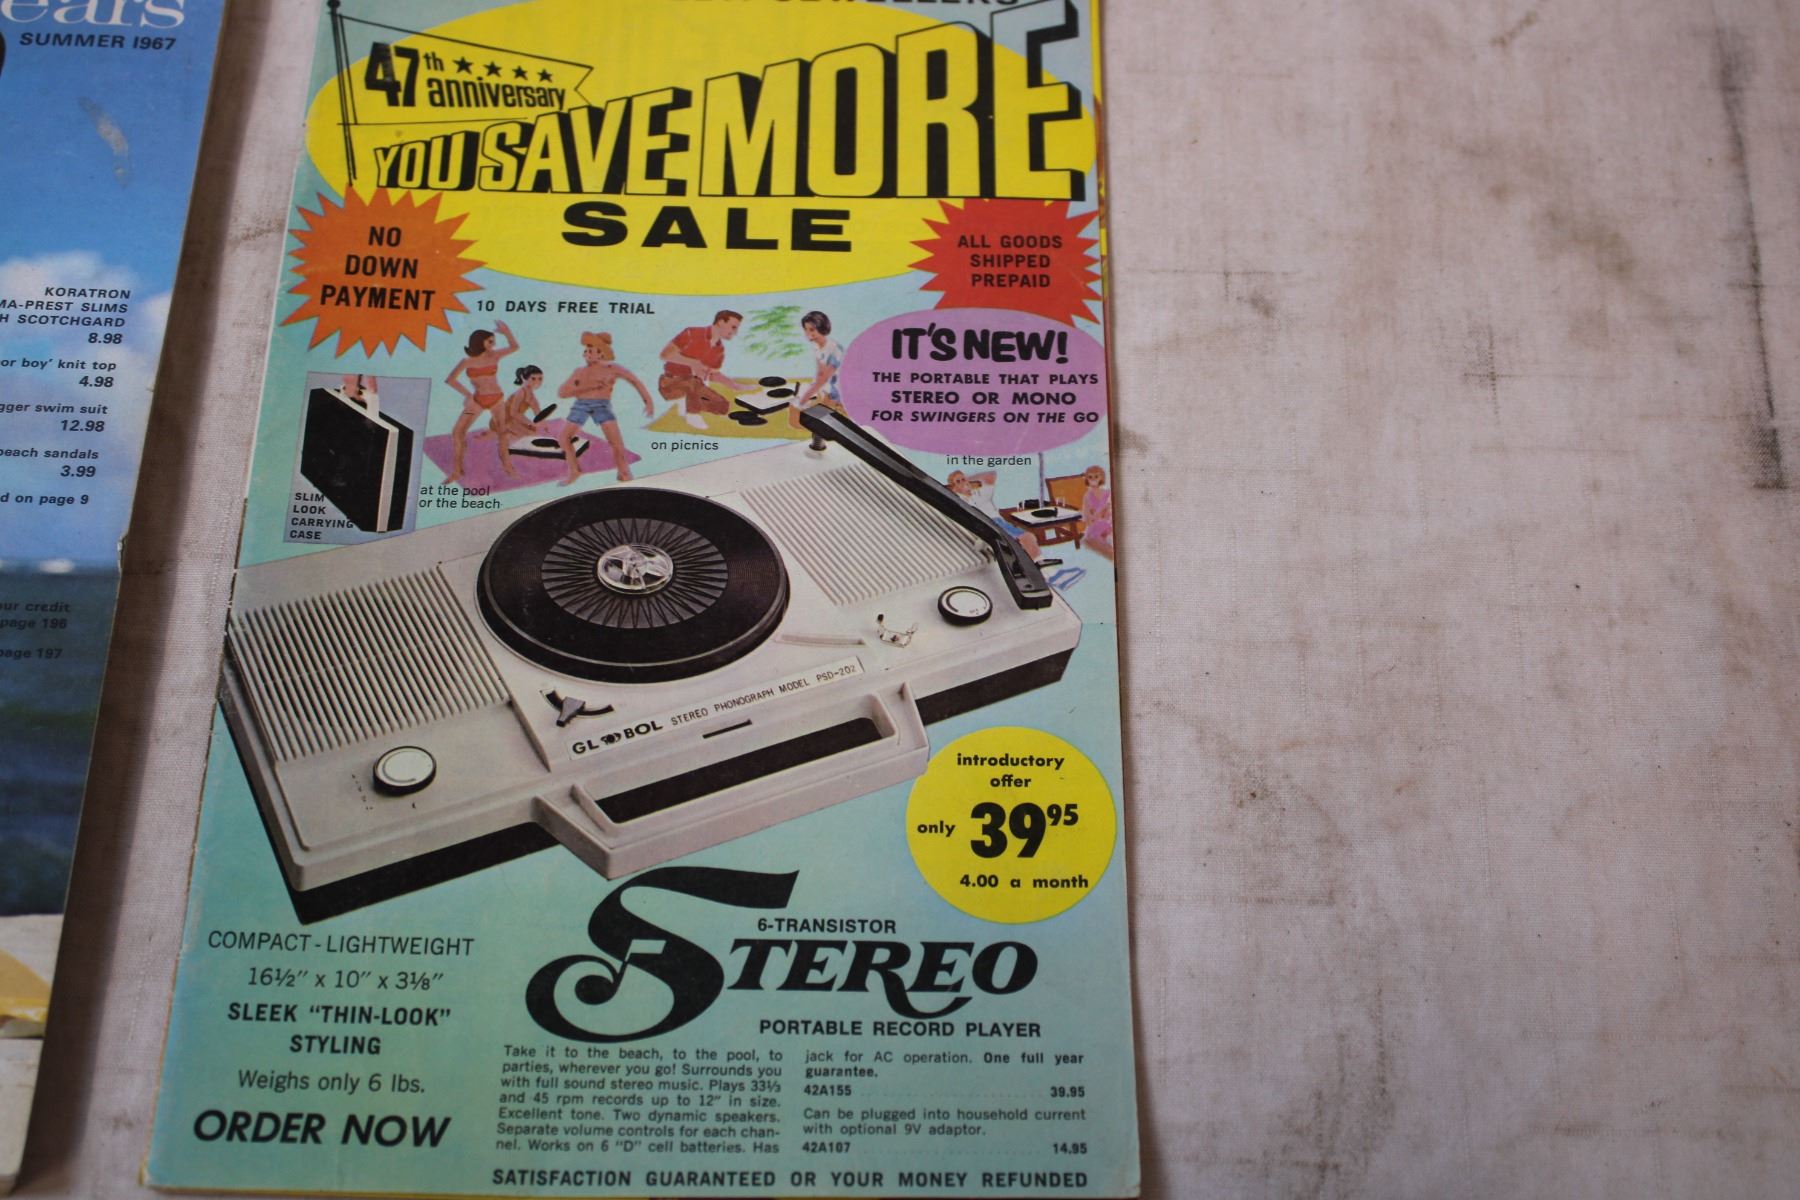 SUMMER 1967
KORATRON
SLIMS
SCOTCHGARD
8.98
or boy' knit top
4.98
swim suit
12.98
beach sandals
3.99
on page 9
credit
page 196
page 197
47th anniversary
YOU SAVE MORE
SALE
NO
DOWN
PAYMENT
ALL GOODS
SHIPPED
PREPAID
10 DAYS FREE TRIAL
IT'S NEW!
THE PORTABLE THAT PLAYS
STEREO OR MONO
FOR SWINGERS ON THE GO
on picnics
in the garden
at the pool
or the beach
SLIM
LOOK
CARRYING
CASE
GLOBOL STEREO PHONOGRAPH MODEL PSD-202
introductory
offer
only 39⁹⁵
4.00 a month
6-TRANSISTOR
STEREO
PORTABLE RECORD PLAYER
COMPACT - LIGHTWEIGHT
16½" x 10" x 3⅛"
SLEEK "THIN-LOOK"
STYLING
Weighs only 6 lbs.
ORDER NOW
Take it to the beach, to the pool, to
parties, wherever you go! Surrounds you
with full sound stereo music. Plays 33⅓
and 45 rpm records up to 12" in size.
Excellent tone. Two dynamic speakers.
Separate volume controls for each chan-
nel. Works on 6 "D" cell batteries. Has
jack for AC operation. One full year
guarantee.
42A155 39.95
Can be plugged into household current
with optional 9V adaptor.
42A107 14.95
SATISFACTION GUARANTEED OR YOUR MONEY REFUNDED